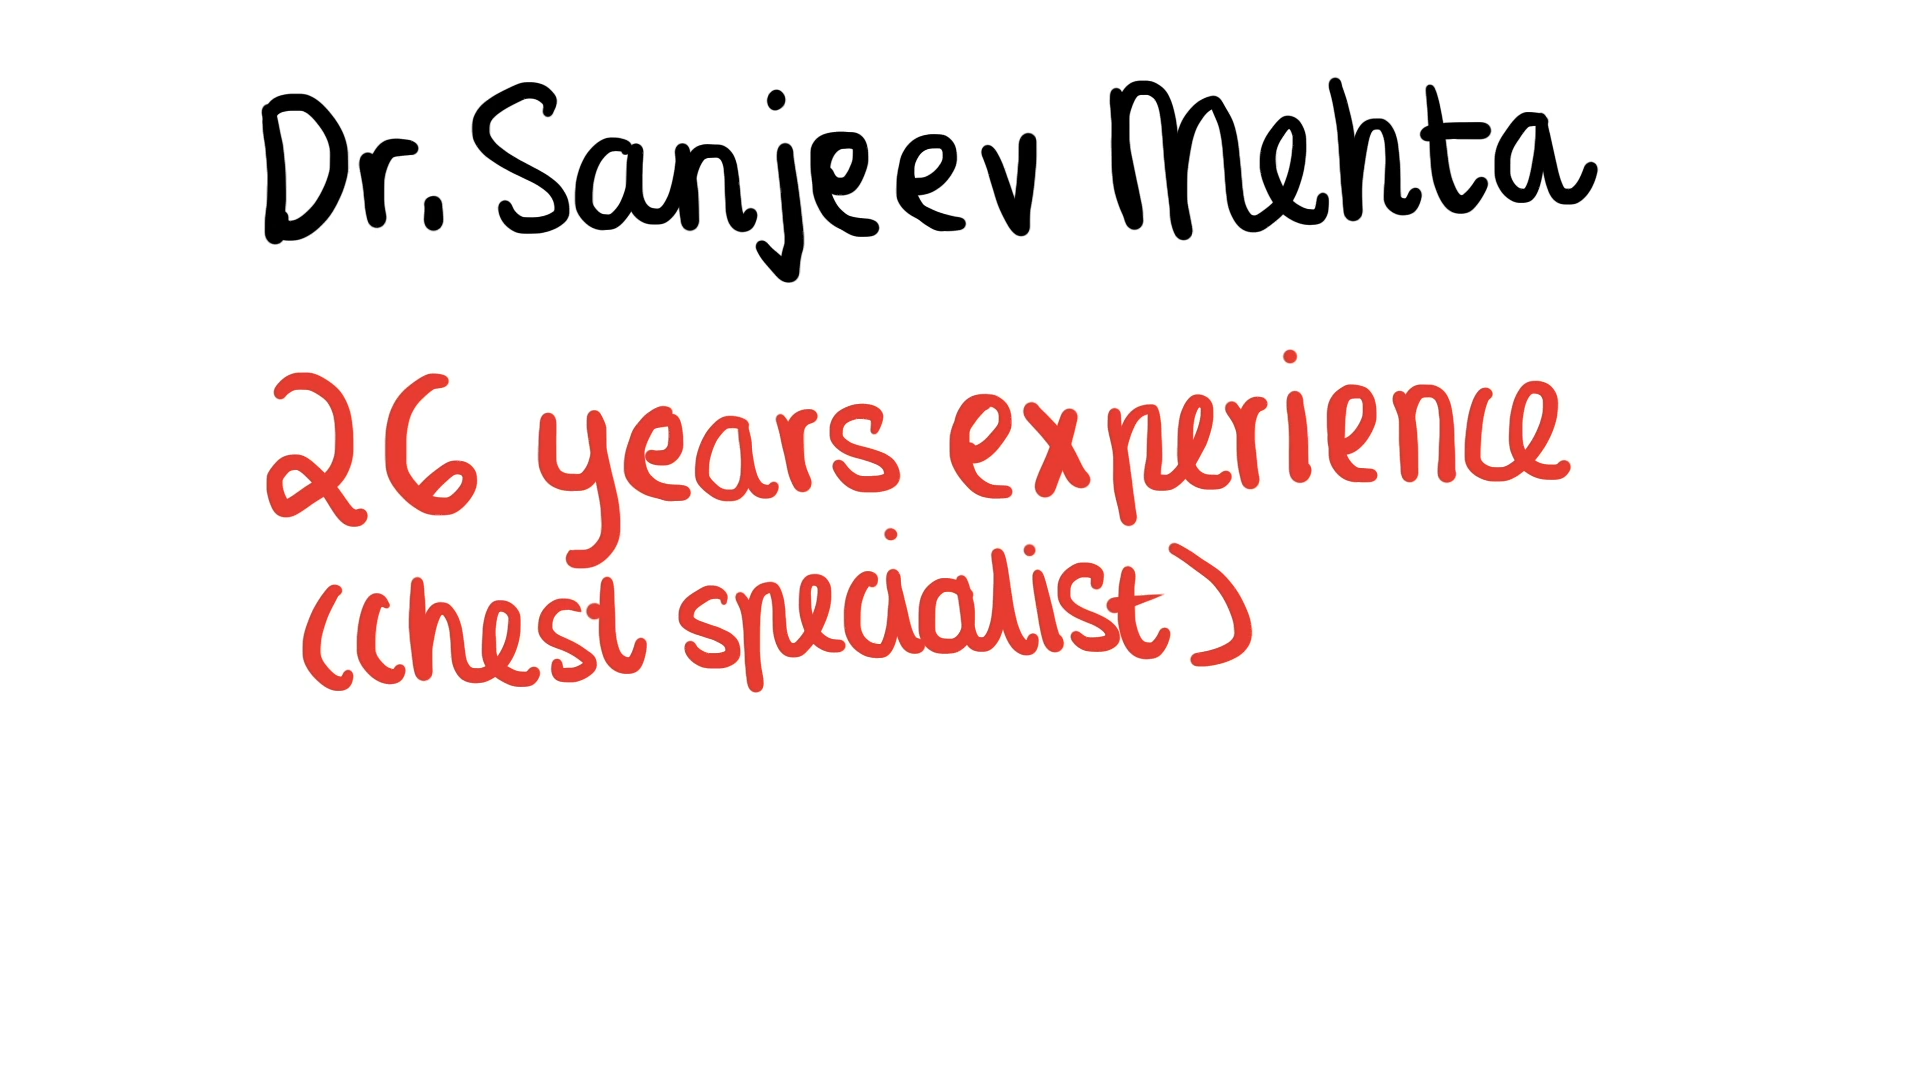 Dr. Sanjeev Mehta
26 years experience
(chest specialist)